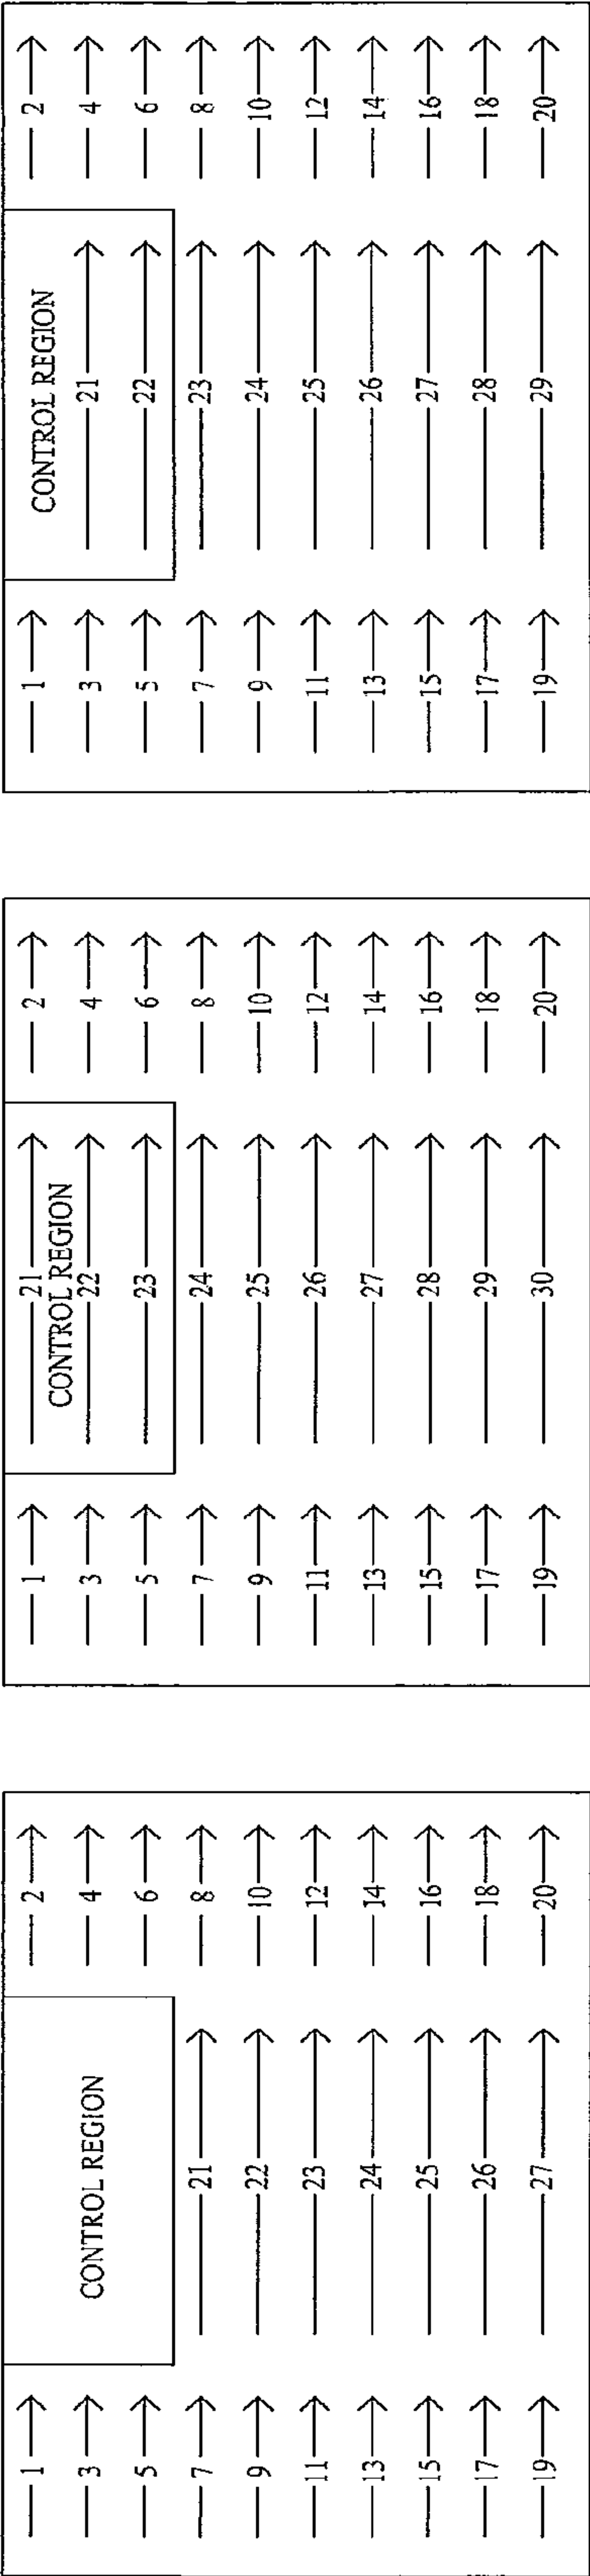 1 2
3 CONTROL REGION 4
5 6
7 21 8
9 22 10
11 23 12
13 24 14
15 25 16
17 26 18
19 27 20
1 21 2
CONTROL REGION
3 22 4
5 23 6
7 24 8
9 25 10
11 26 12
13 27 14
15 28 16
17 29 18
19 30 20
1 2
CONTROL REGION
3 21 4
5 22 6
7 23 8
9 24 10
11 25 12
13 26 14
15 27 16
17 28 18
19 29 20